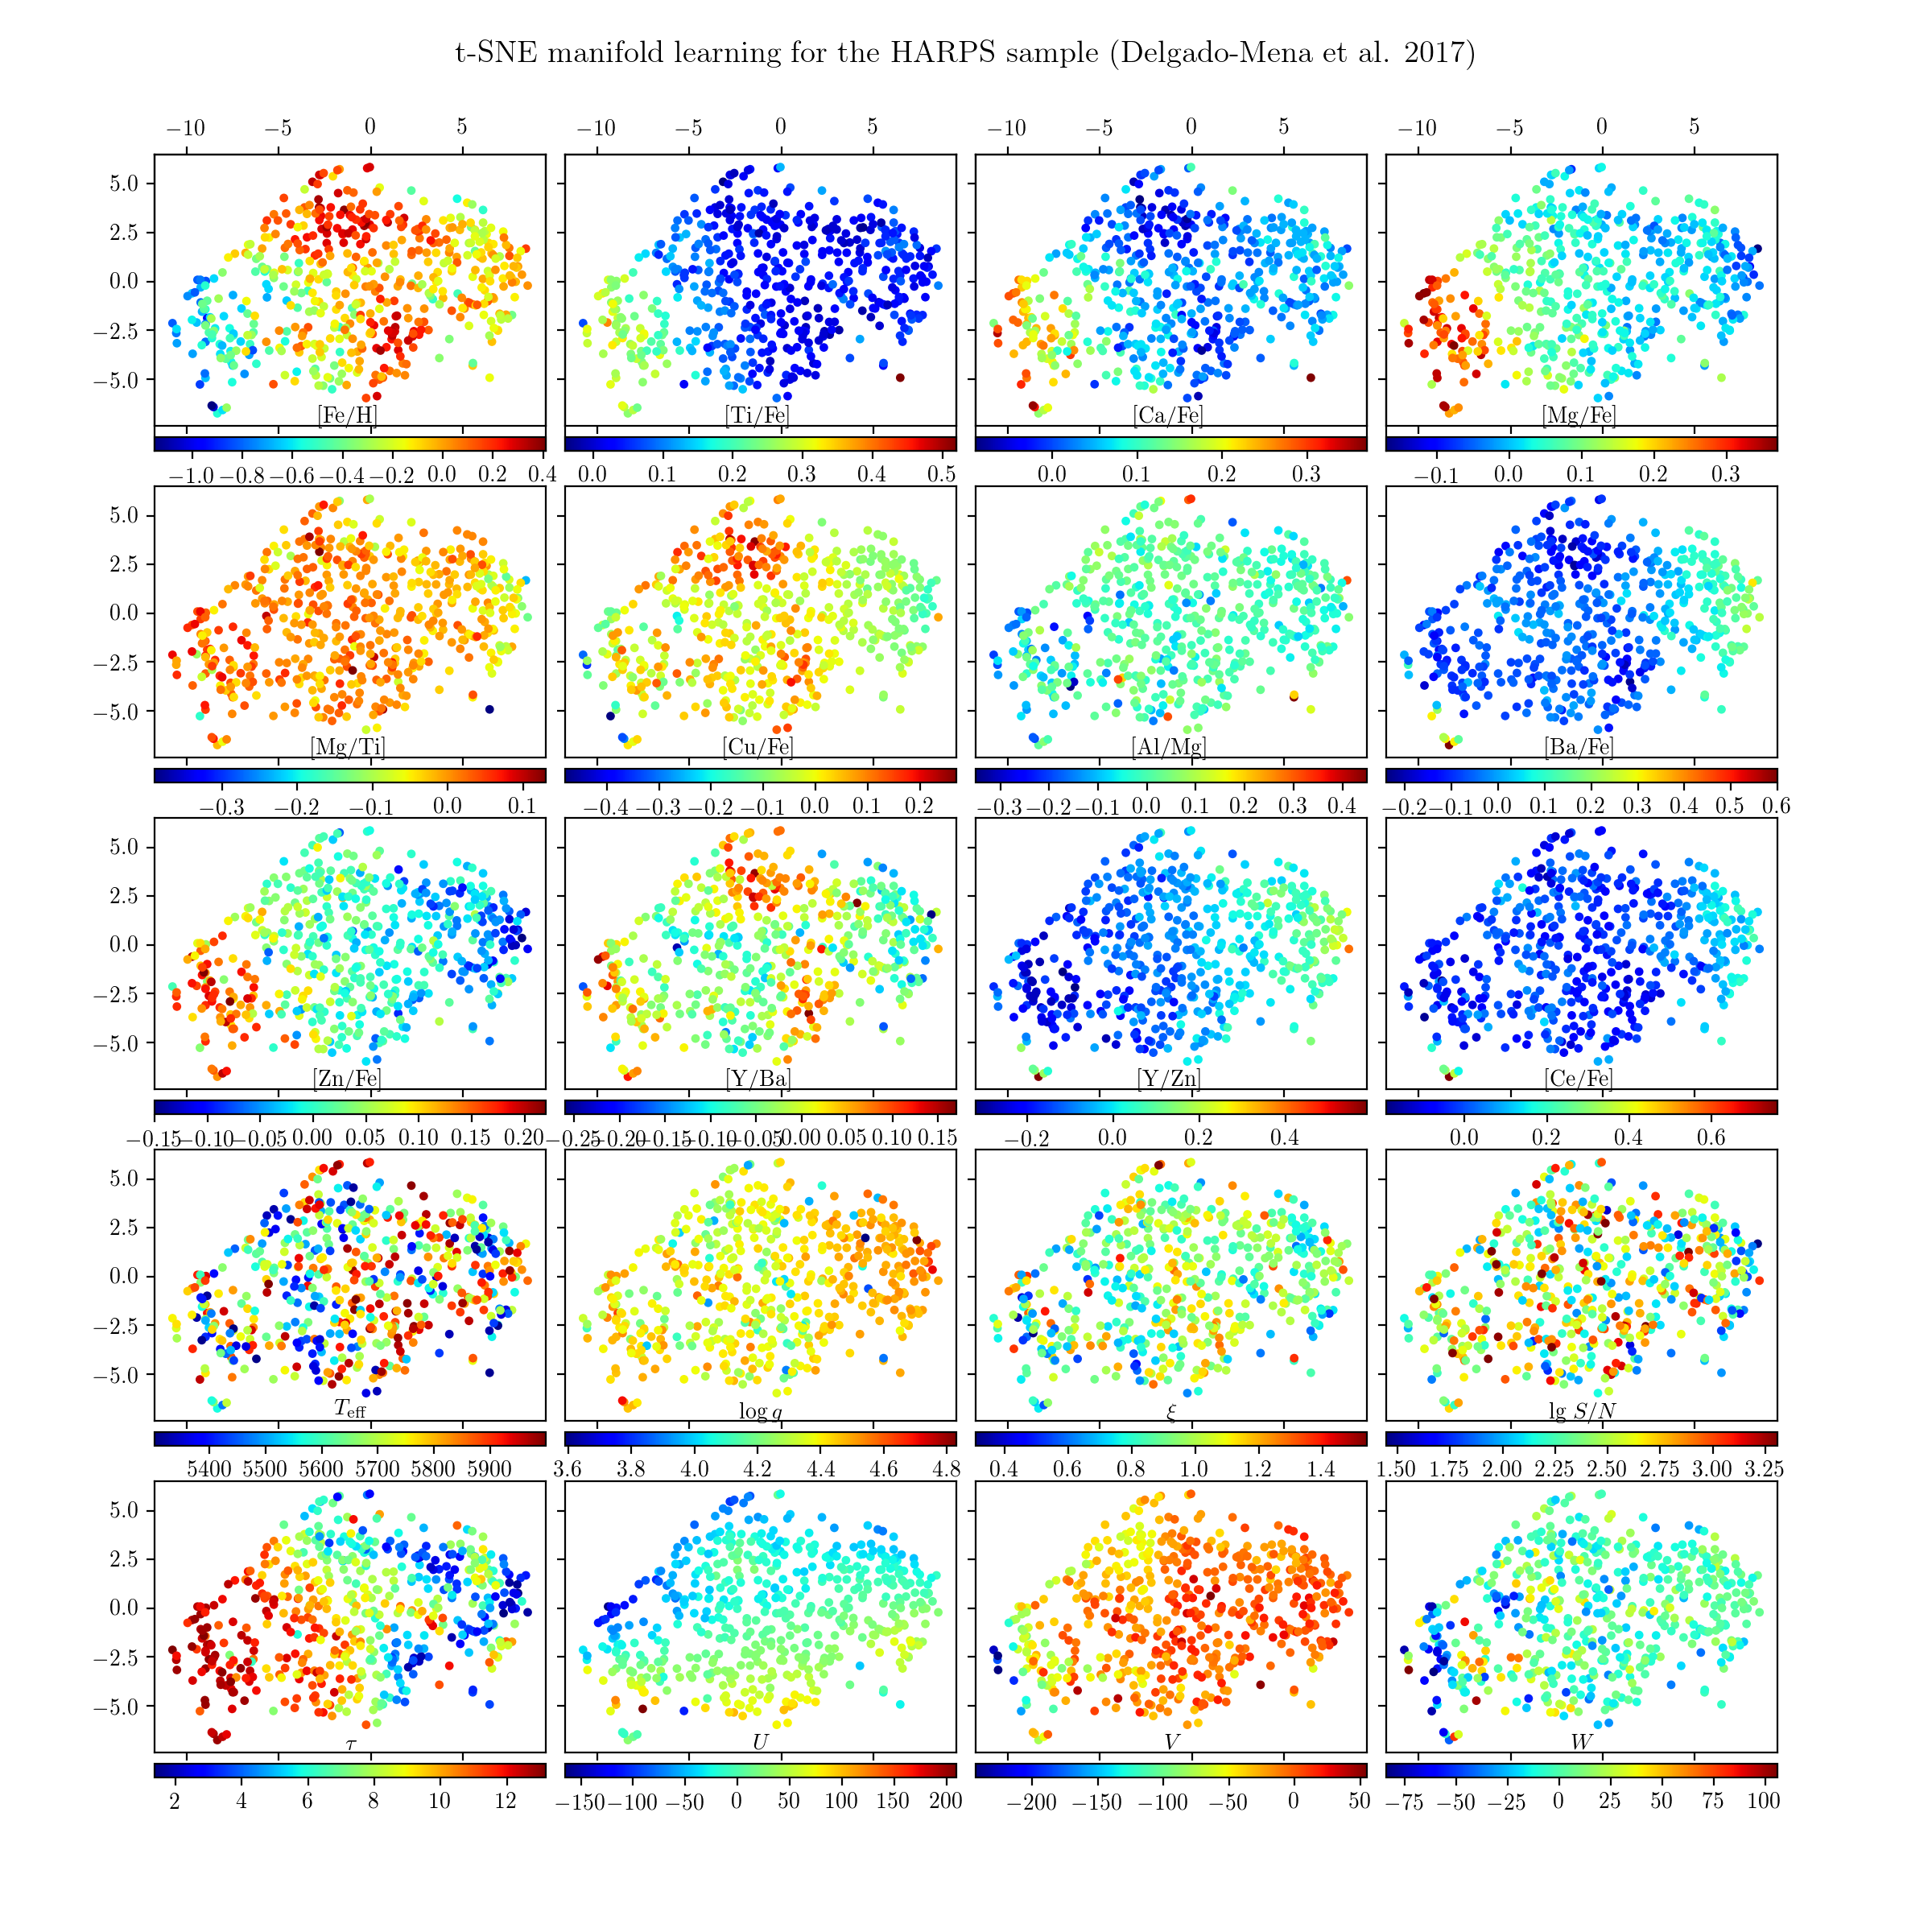 t-SNE manifold learning for the HARPS sample (Delgado-Mena et al. 2017)
−10 −5 0 5 −10 −5 0 5 −10 −5 0 5 −10 −5 0 5
5.0
2.5
0.0
−2.5
−5.0
[Fe/H] [Ti/Fe] [Ca/Fe] [Mg/Fe]
−1.0 −0.8 −0.6 −0.4 −0.2 0.0 0.2 0.4 0.0 0.1 0.2 0.3 0.4 0.5 0.0 0.1 0.2 0.3 −0.1 0.0 0.1 0.2 0.3
5.0
2.5
0.0
−2.5
−5.0
[Mg/Ti] [Cu/Fe] [Al/Mg] [Ba/Fe]
−0.3 −0.2 −0.1 0.0 0.1 −0.4 −0.3 −0.2 −0.1 0.0 0.1 0.2 −0.3 −0.2 −0.1 0.0 0.1 0.2 0.3 0.4 −0.2 −0.1 0.0 0.1 0.2 0.3 0.4 0.5 0.6
5.0
2.5
0.0
−2.5
−5.0
[Zn/Fe] [Y/Ba] [Y/Zn] [Ce/Fe]
−0.15 −0.10 −0.05 0.00 0.05 0.10 0.15 0.20 −0.25 −0.20 −0.15 −0.10 −0.05 0.00 0.05 0.10 0.15 −0.2 0.0 0.2 0.4 0.0 0.2 0.4 0.6
5.0
2.5
0.0
−2.5
−5.0
T_eff log g ξ lg S/N
5400 5500 5600 5700 5800 5900 3.6 3.8 4.0 4.2 4.4 4.6 4.8 0.4 0.6 0.8 1.0 1.2 1.4 1.50 1.75 2.00 2.25 2.50 2.75 3.00 3.25
5.0
2.5
0.0
−2.5
−5.0
τ U V W
2 4 6 8 10 12 −150 −100 −50 0 50 100 150 200 −200 −150 −100 −50 0 50 −75 −50 −25 0 25 50 75 100